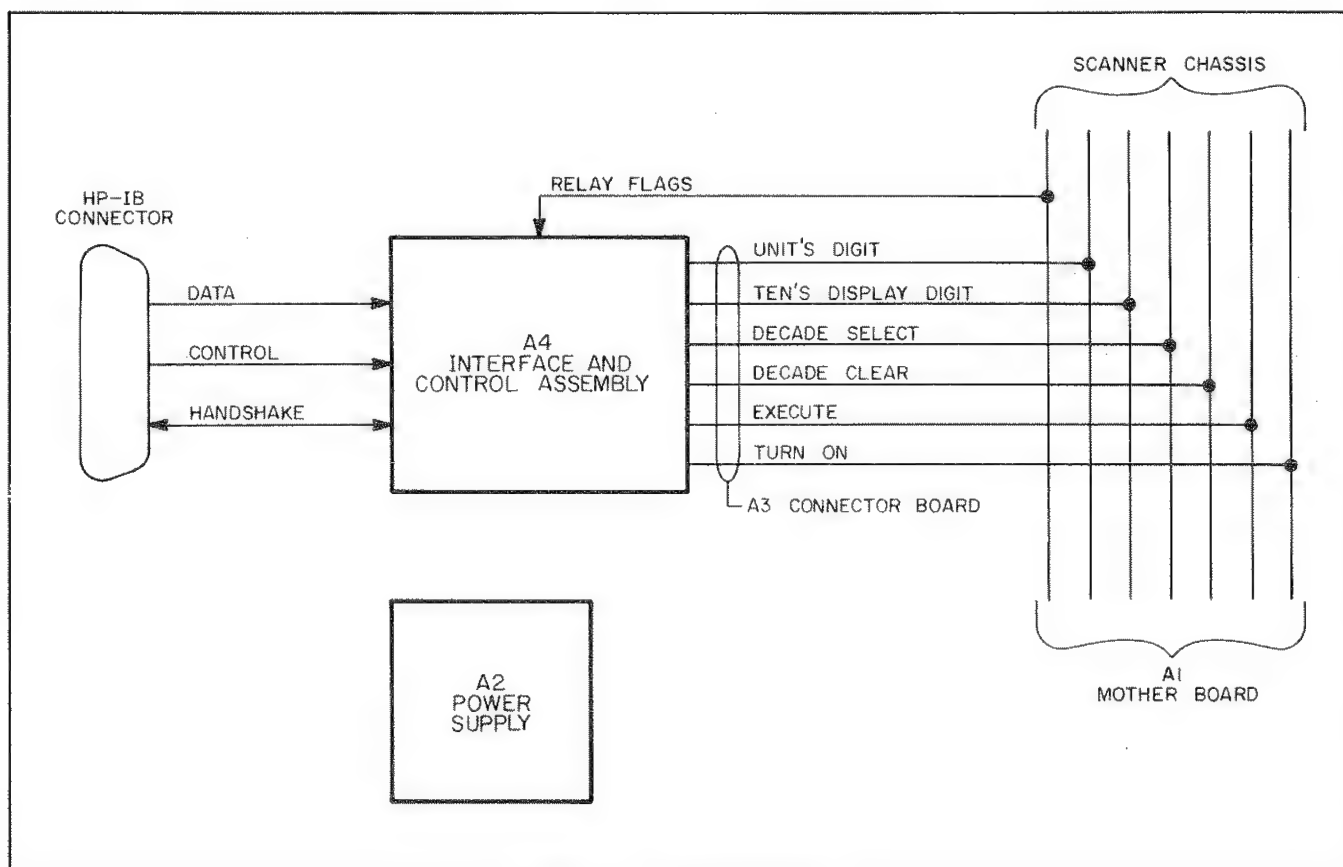 SCANNER CHASSIS
HP-IB
CONNECTOR
RELAY FLAGS
DATA
CONTROL
HANDSHAKE
A4
INTERFACE AND
CONTROL ASSEMBLY
UNIT'S DIGIT
TEN'S DISPLAY DIGIT
DECADE SELECT
DECADE CLEAR
EXECUTE
TURN ON
A3 CONNECTOR BOARD
A2
POWER
SUPPLY
A1
MOTHER BOARD